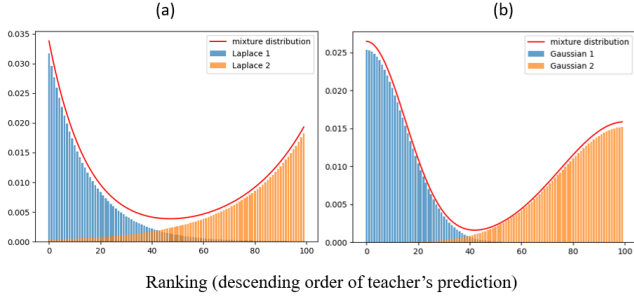 (a)
(b)
0.035
0.030
0.025
0.020
0.015
0.010
0.005
0.000
mixture distribution
Laplace 1
Laplace 2
0 20 40 60 80 100
0.025
0.020
0.015
0.010
0.005
0.000
mixture distribution
Gaussian 1
Gaussian 2
0 20 40 60 80 100
Ranking (descending order of teacher’s prediction)